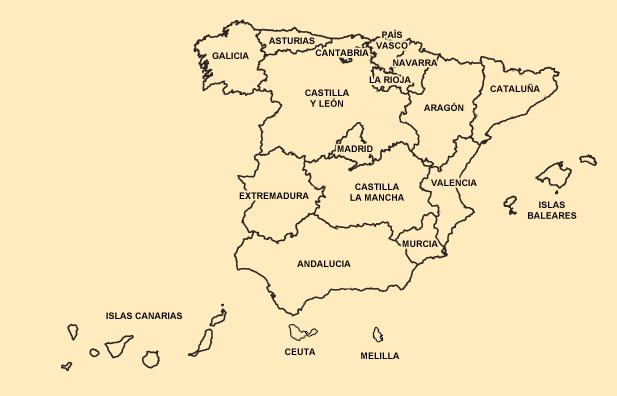 PAÍS
VASCO
ASTURIAS
CANTABRIA
GALICIA
NAVARRA
LA RIOJA
CATALUÑA
CASTILLA
Y LEÓN
ARAGÓN
MADRID
VALENCIA
CASTILLA
LA MANCHA
EXTREMADURA
ISLAS
BALEARES
MURCIA
ANDALUCIA
ISLAS CANARIAS
CEUTA
MELILLA